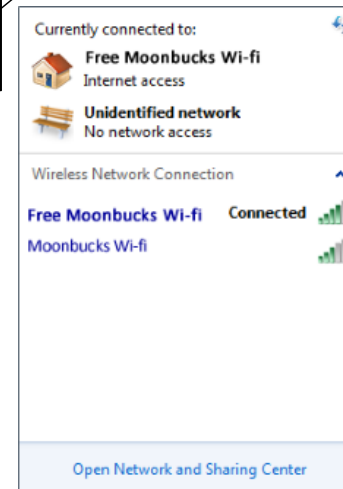 Currently connected to:
Free Moonbucks Wi-fi
Internet access
Unidentified network
No network access
Wireless Network Connection
Free Moonbucks Wi-fi Connected
Moonbucks Wi-fi
Open Network and Sharing Center